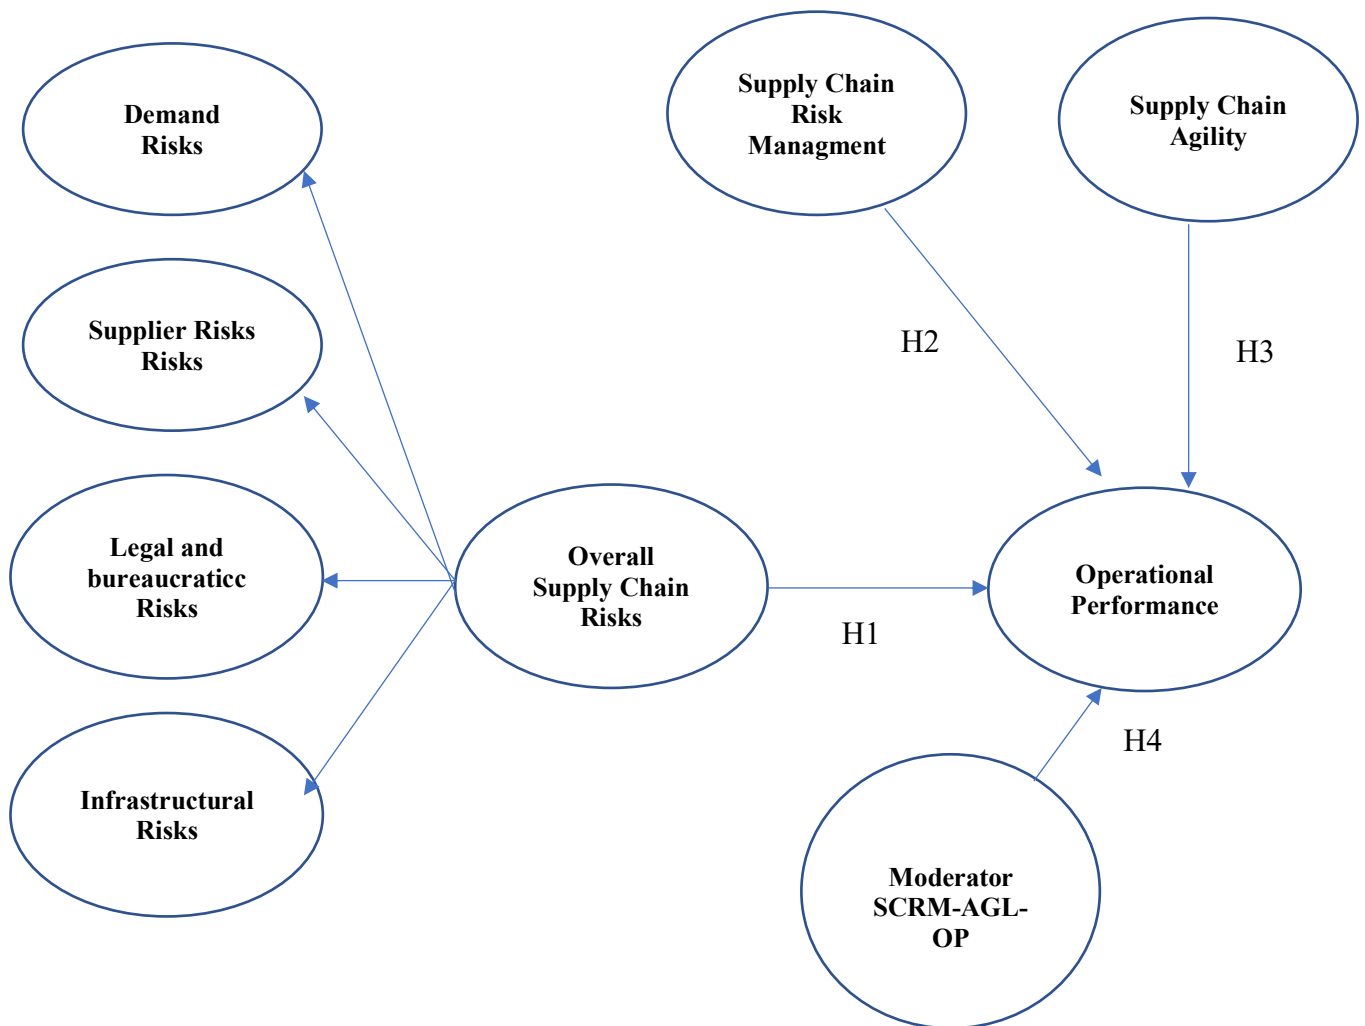 Demand
Risks
Supply Chain
Risk
Managment
Supply Chain
Agility
Supplier Risks
Risks
H2
H3
Legal and
bureaucraticc
Risks
Overall
Supply Chain
Risks
Operational
Performance
H1
H4
Infrastructural
Risks
Moderator
SCRM-AGL-
OP